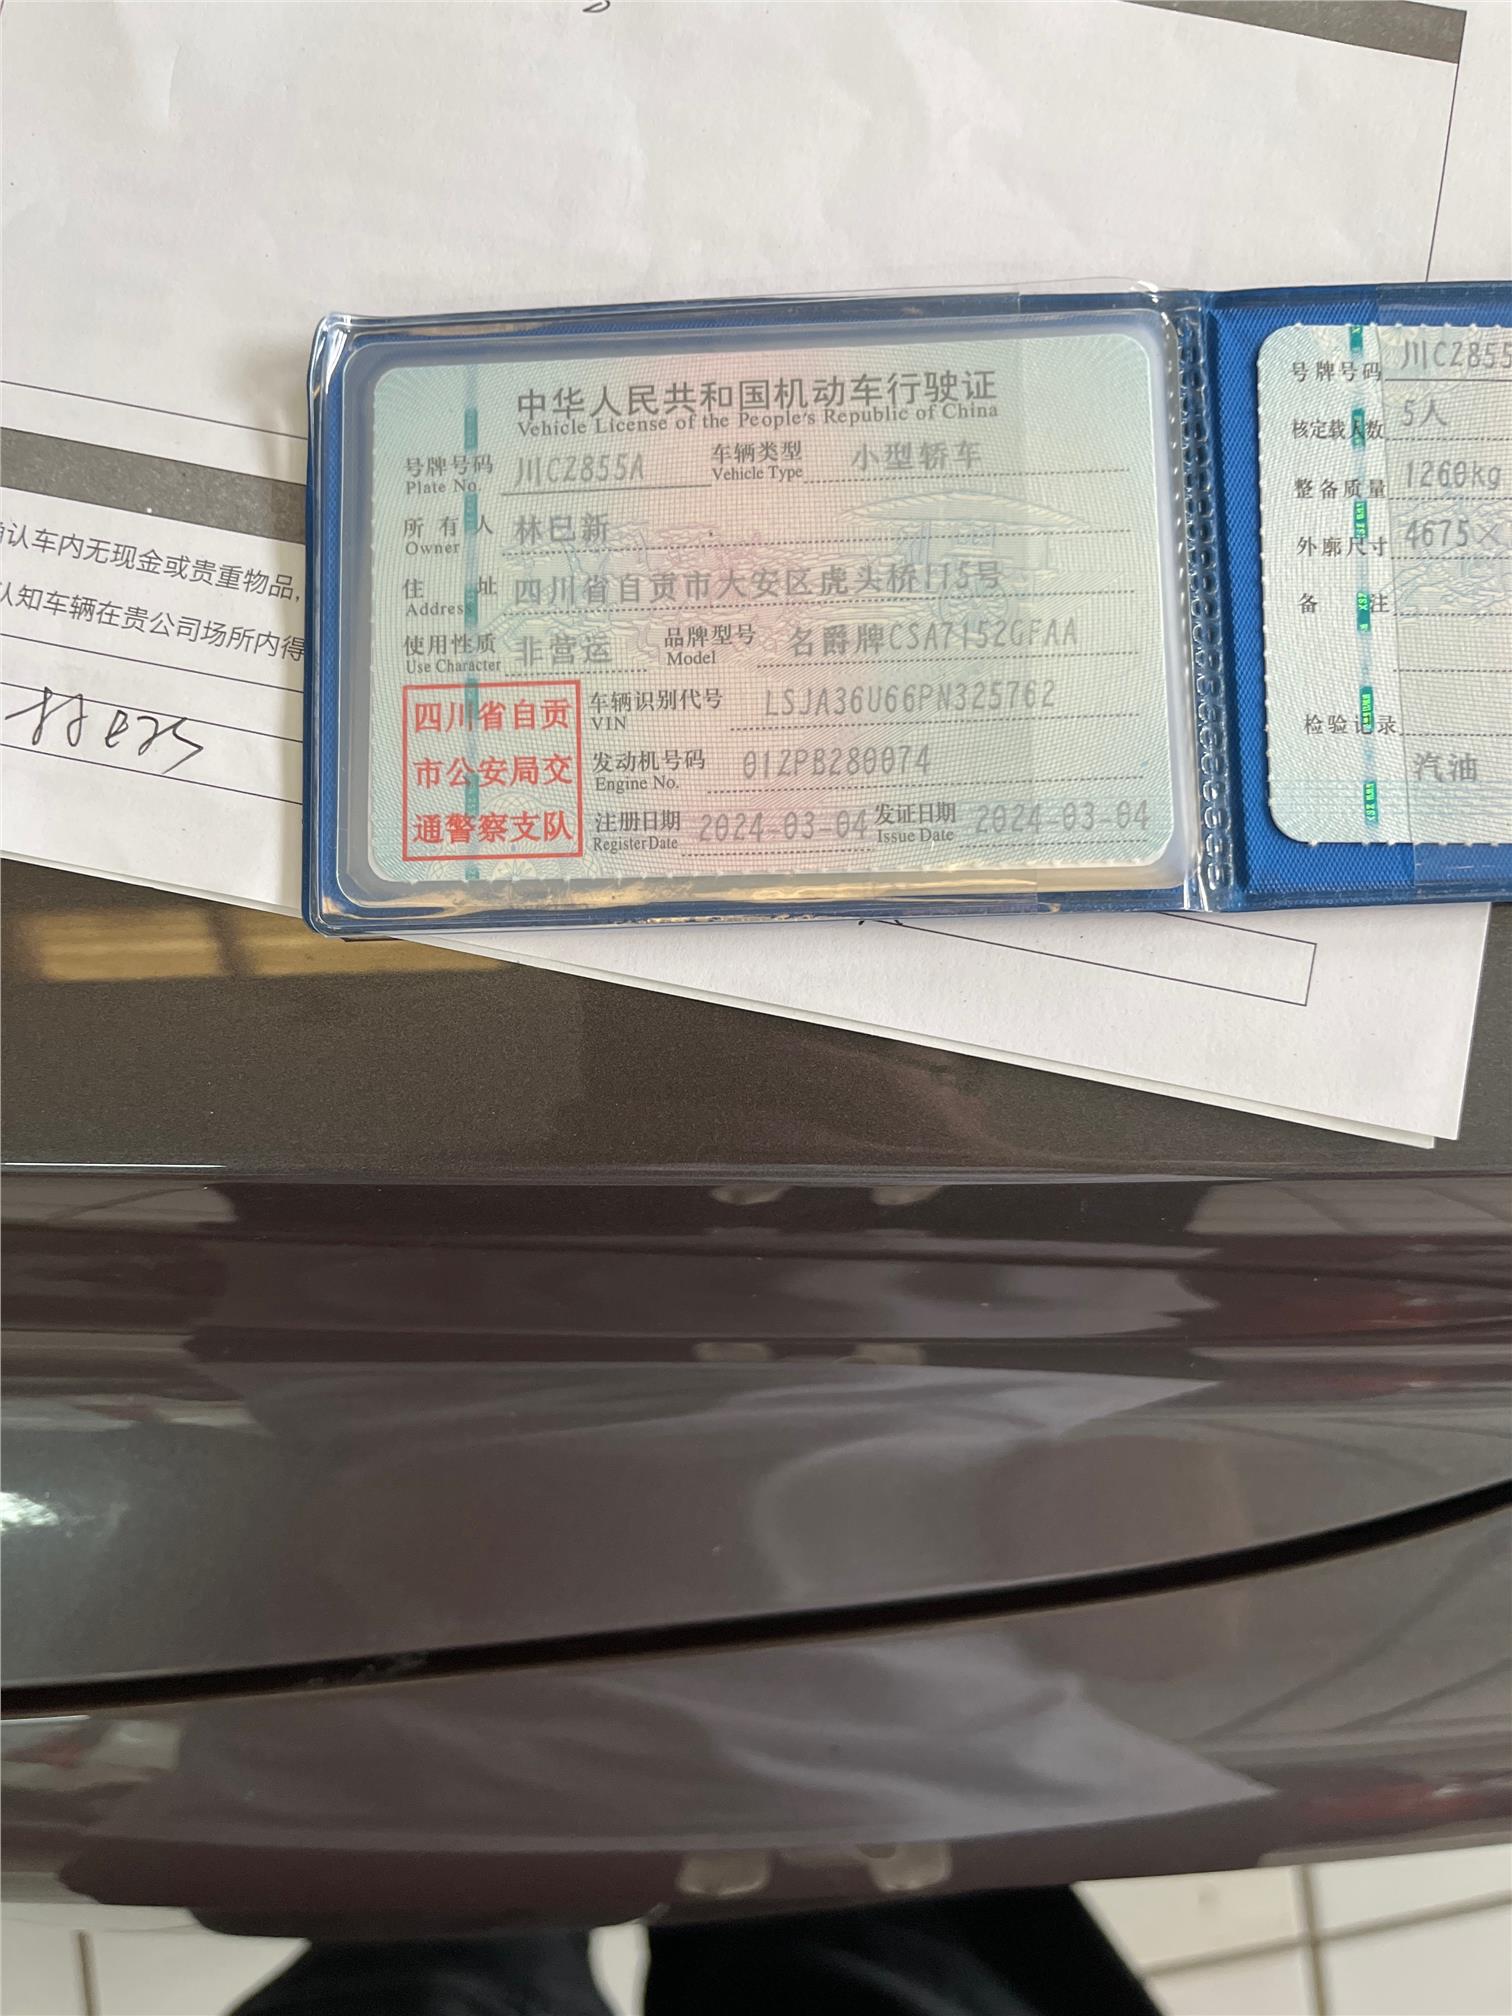 中华人民共和国机动车行驶证
Vehicle License of the People's Republic of China
号牌号码 川CZ855A 车辆类型 小型轿车
Plate No. Vehicle Type
所有人 林巳新
Owner
住址 四川省自贡市大安区虎头桥115号
Address
使用性质 非营运 品牌型号 名爵牌CSA7152GFAA
Use Character Model
四川省自贡
市公安局交
通警察支队
车辆识别代号 LSJA36U66PN325762
VIN
发动机号码 01ZPB280074
Engine No.
注册日期 2024-03-04 发证日期 2024-03-04
Register Date Issue Date
号牌号码 川CZ855
核定载人数 5人
整备质量 1260kg
外廓尺寸 4675×
备注
检验记录
汽油
确认车内无现金或贵重物品,
认知车辆在贵公司场所内得